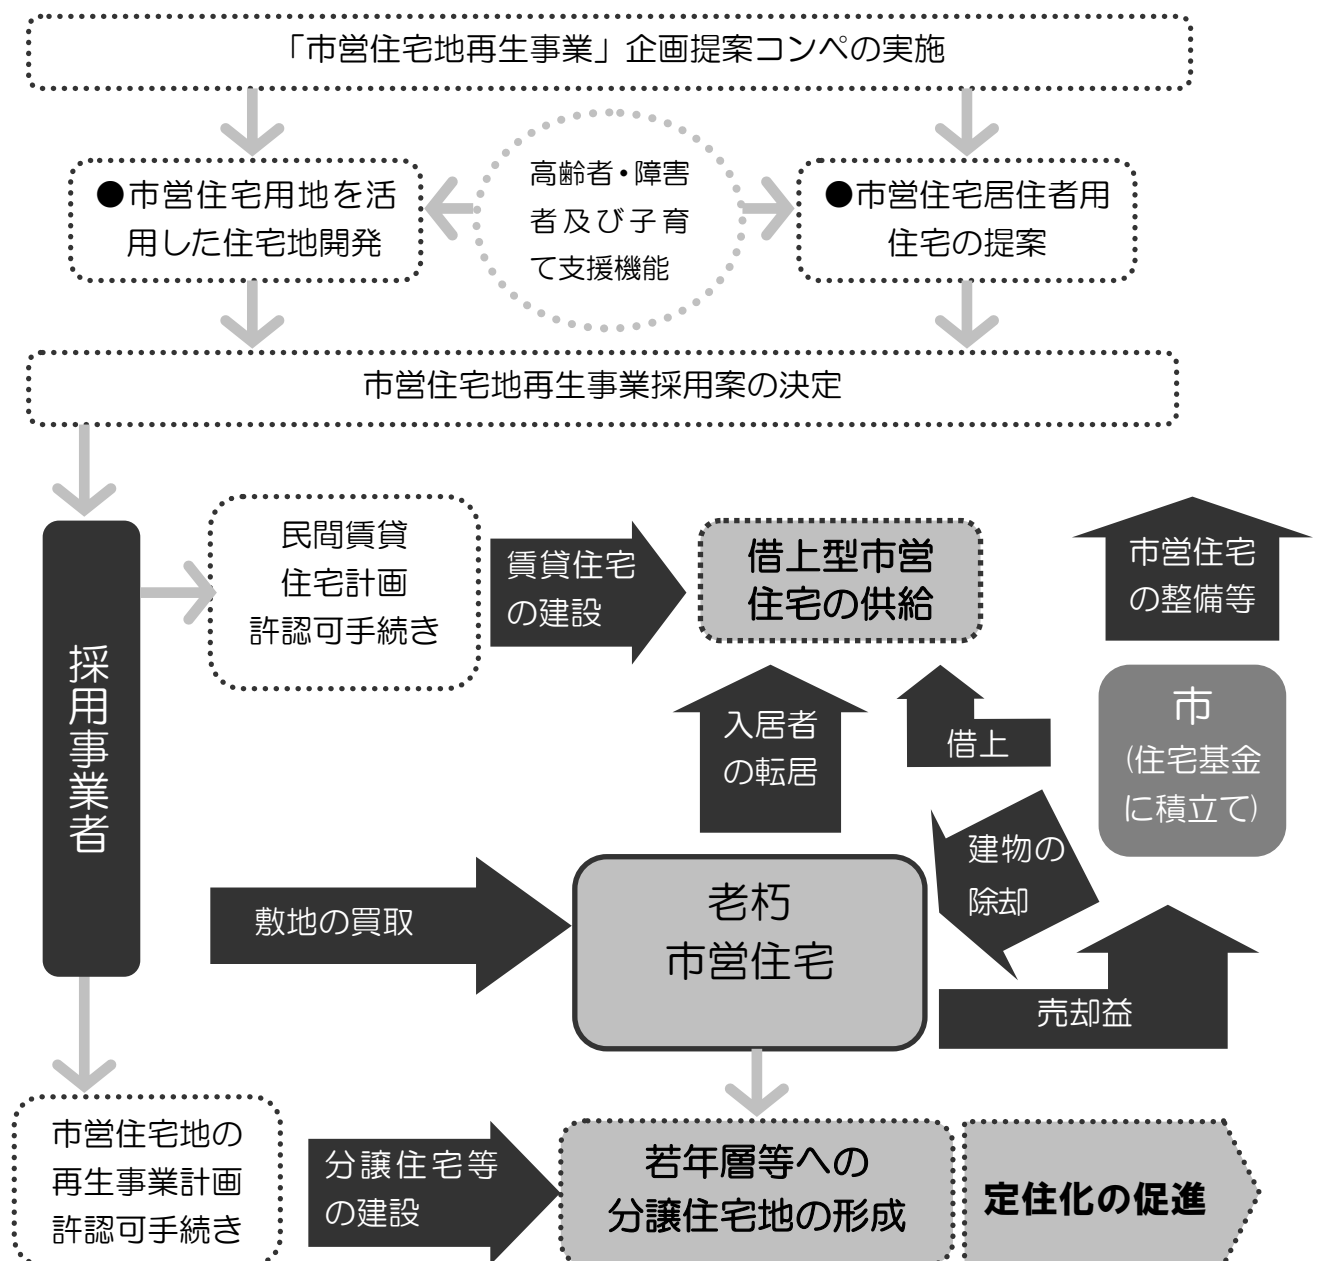 「市営住宅地再生事業」企画提案コンペの実施
●市営住宅用地を活
用した住宅地開発
高齢者・障害
者及び子育
て支援機能
●市営住宅居住者用
住宅の提案
市営住宅地再生事業採用案の決定
採用事業者
民間賃貸
住宅計画
許認可手続き
賃貸住宅
の建設
借上型市営
住宅の供給
市営住宅
の整備等
入居者
の転居
借上
市
(住宅基金
に積立て)
建物の
除却
敷地の買取
老朽
市営住宅
売却益
市営住宅地の
再生事業計画
許認可手続き
分譲住宅等
の建設
若年層等への
分譲住宅地の形成
定住化の促進